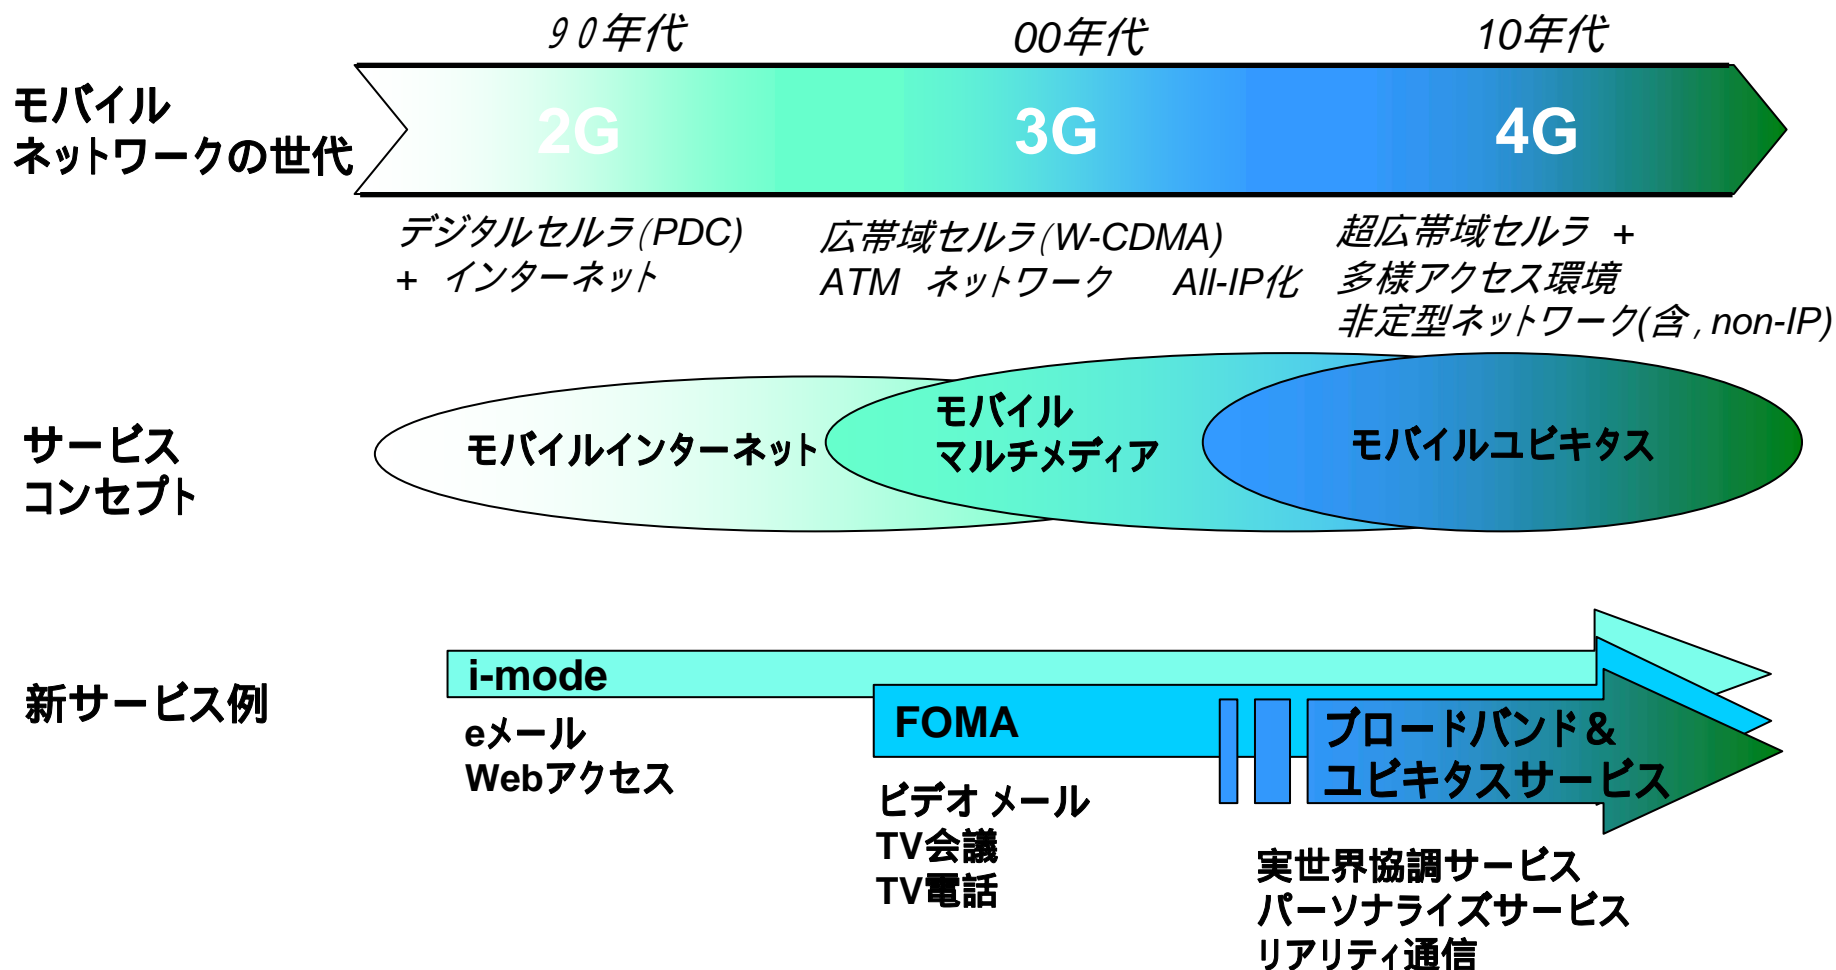 ９０年代
00年代
10年代
モバイル
ネットワークの世代
2G
3G
4G
デジタルセルラ(PDC)
+ インターネット
広帯域セルラ(W-CDMA)
ATM ネットワーク All-IP化
超広帯域セルラ +
多様アクセス環境
非定型ネットワーク(含, non-IP)
サービス
コンセプト
モバイルインターネット
モバイル
マルチメディア
モバイルユビキタス
新サービス例
i-mode
eメール
Webアクセス
FOMA
ビデオ メール
TV会議
TV電話
ブロードバンド＆
ユビキタスサービス
実世界協調サービス
パーソナライズサービス
リアリティ通信